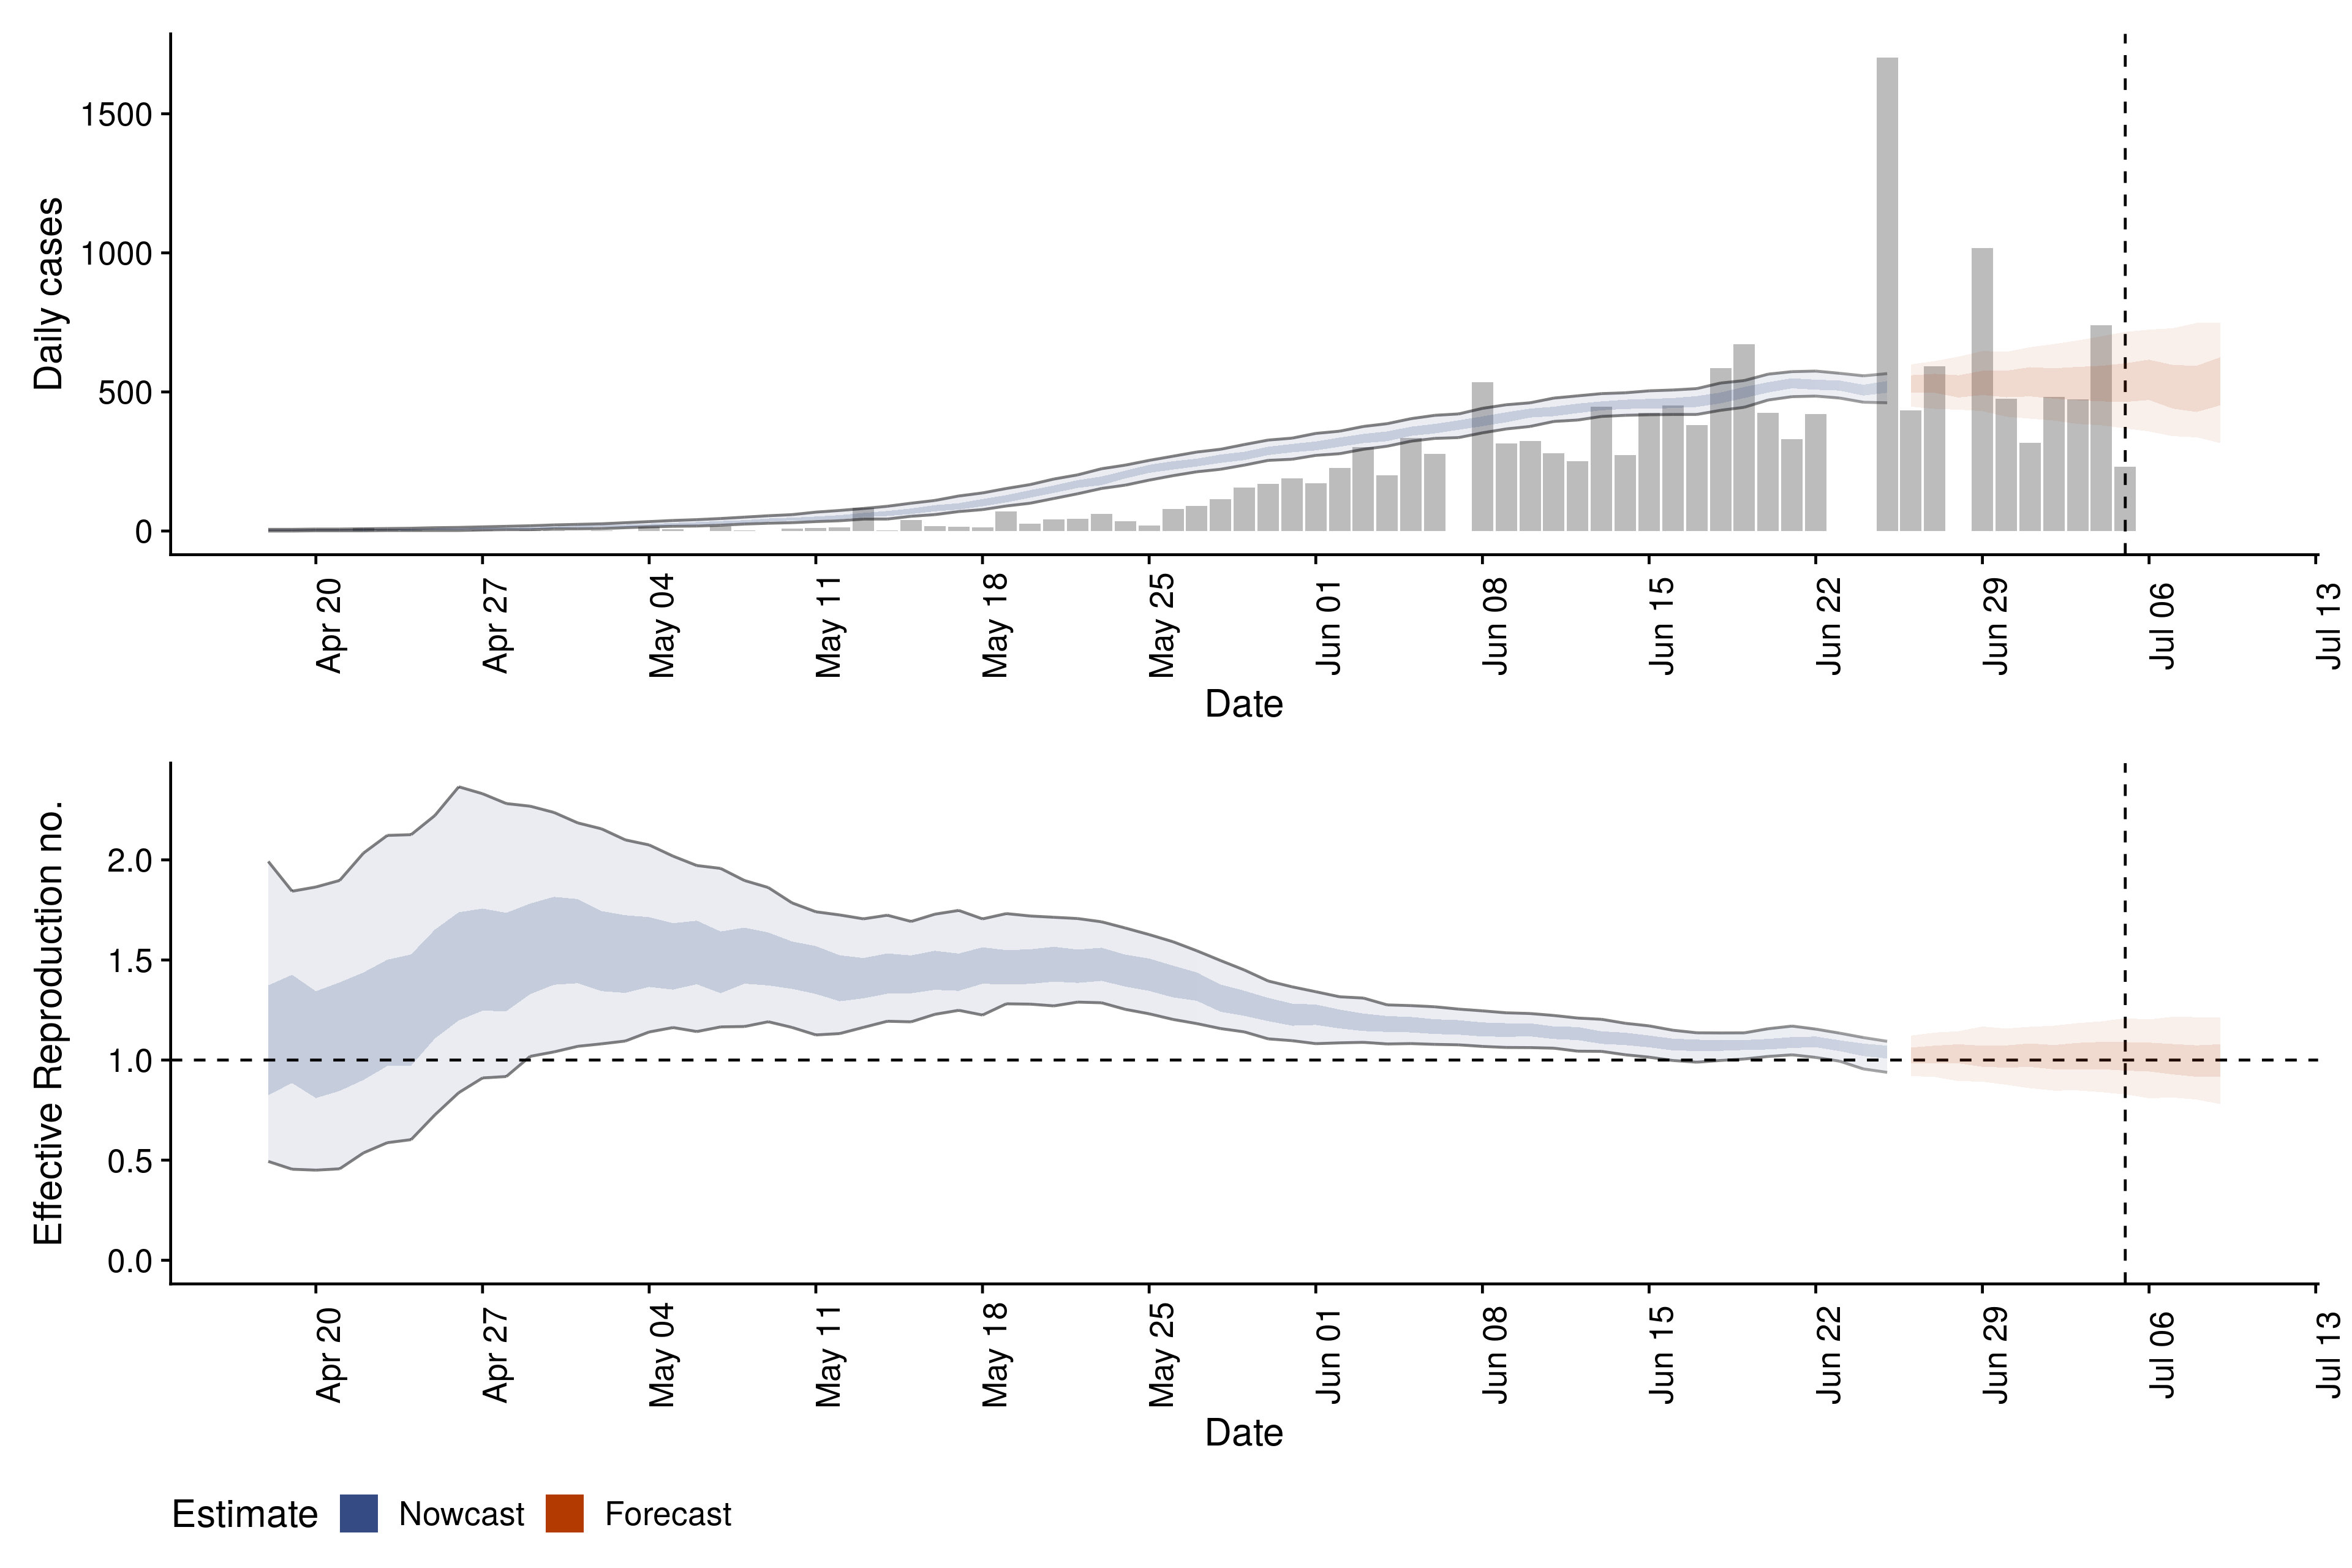 Daily cases
1500
1000
500
0
Apr 20
Apr 27
May 04
May 11
May 18
May 25
Jun 01
Jun 08
Jun 15
Jun 22
Jun 29
Jul 06
Jul 13
Date
Effective Reproduction no.
2.0
1.5
1.0
0.5
0.0
Apr 20
Apr 27
May 04
May 11
May 18
May 25
Jun 01
Jun 08
Jun 15
Jun 22
Jun 29
Jul 06
Jul 13
Date
Estimate Nowcast Forecast